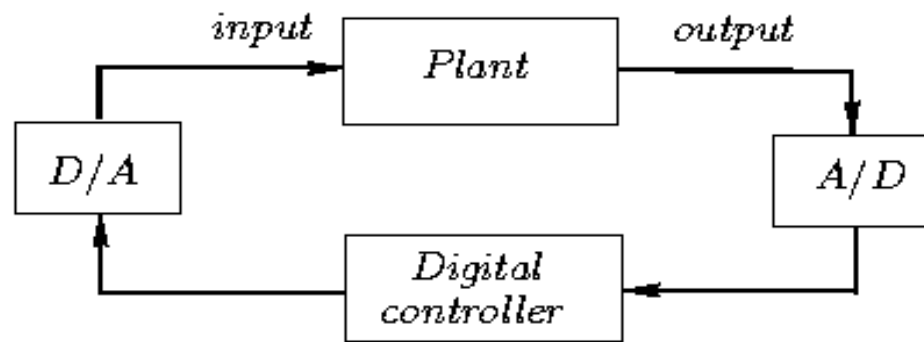 input
Plant
output
D/A
A/D
Digital
controller